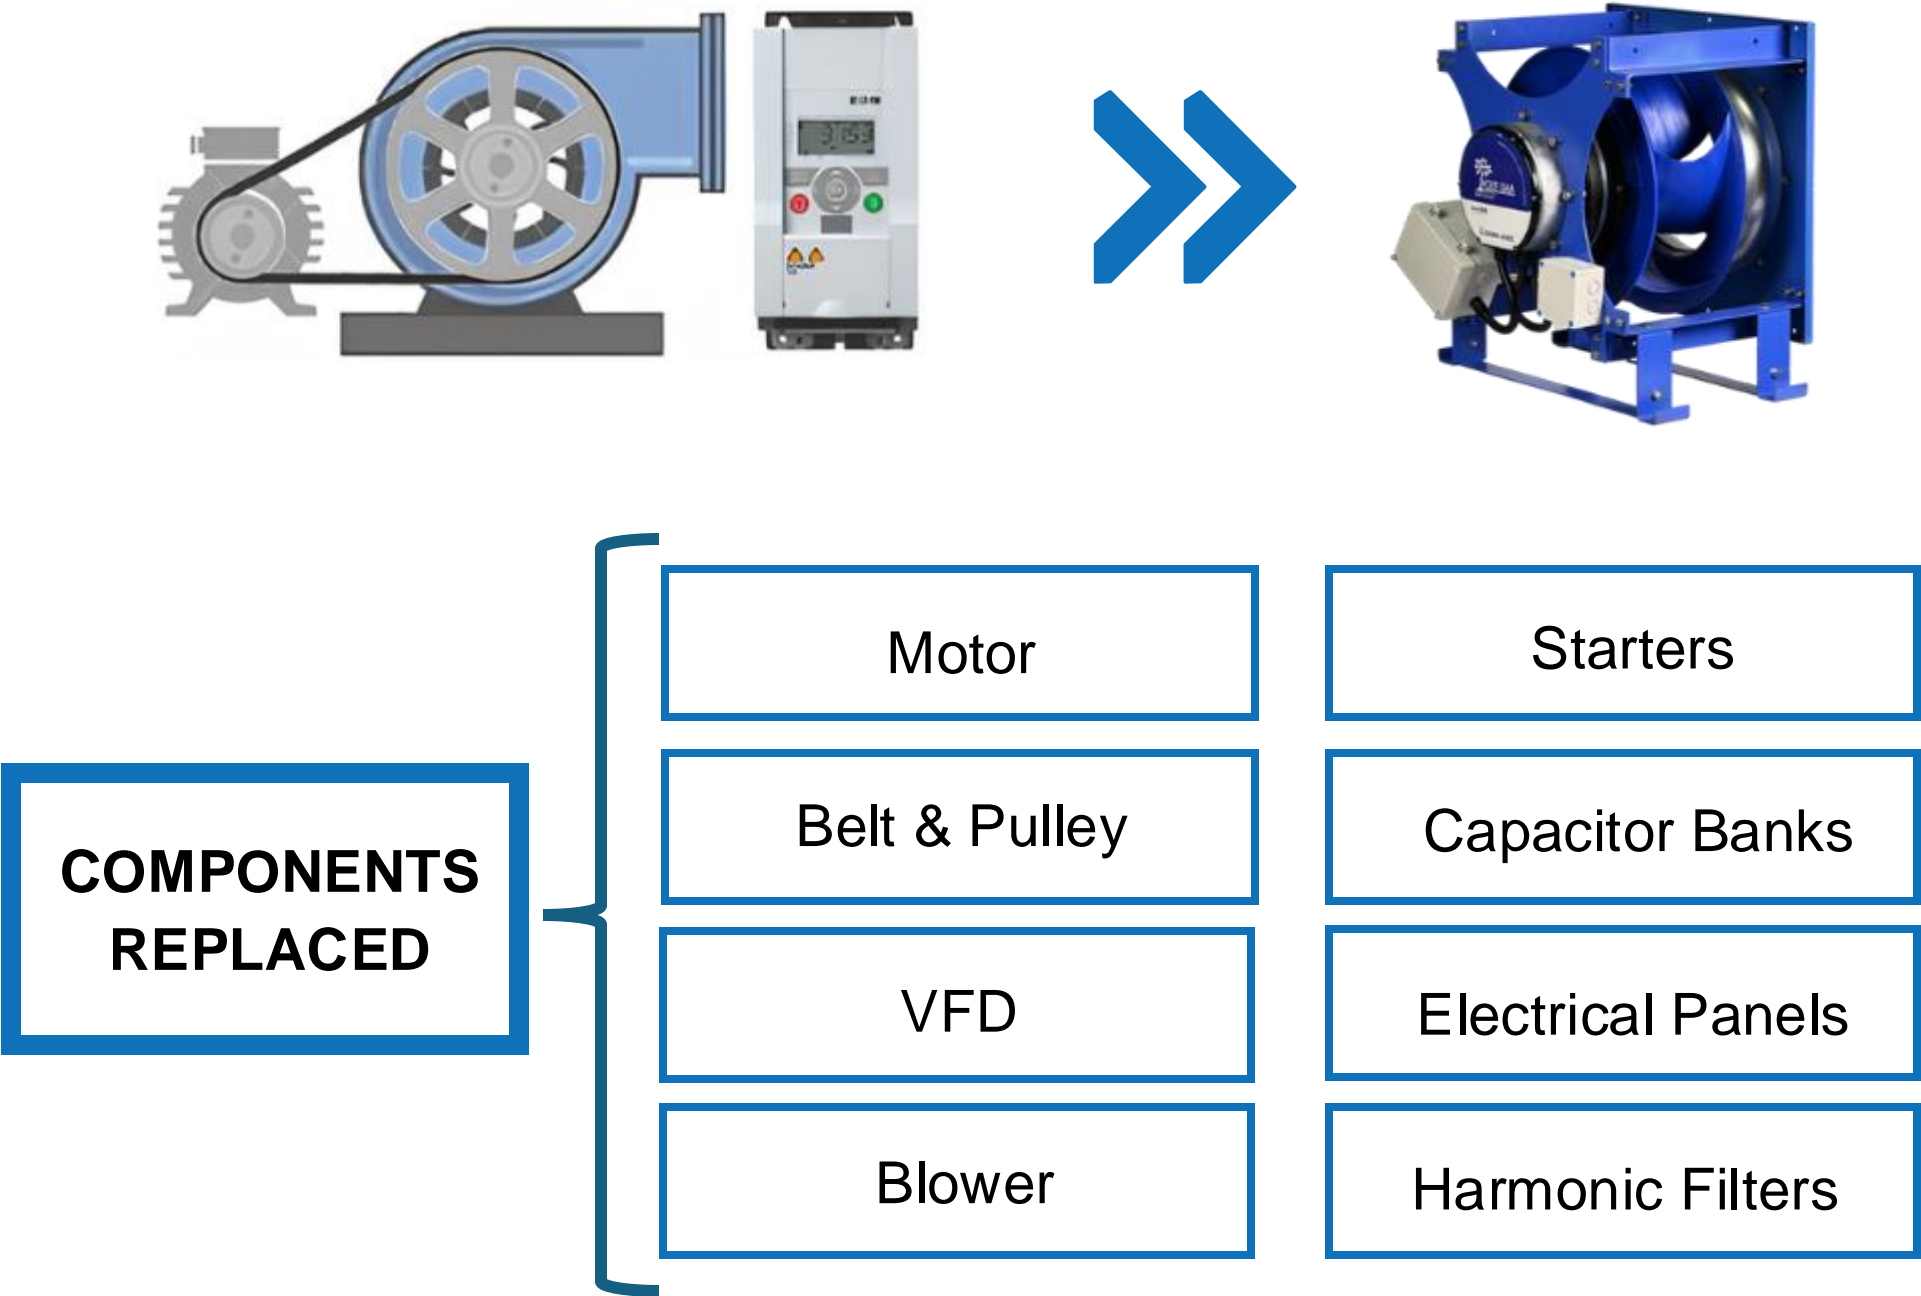 COMPONENTS
REPLACED
Motor
Starters
Belt & Pulley
Capacitor Banks
VFD
Electrical Panels
Blower
Harmonic Filters